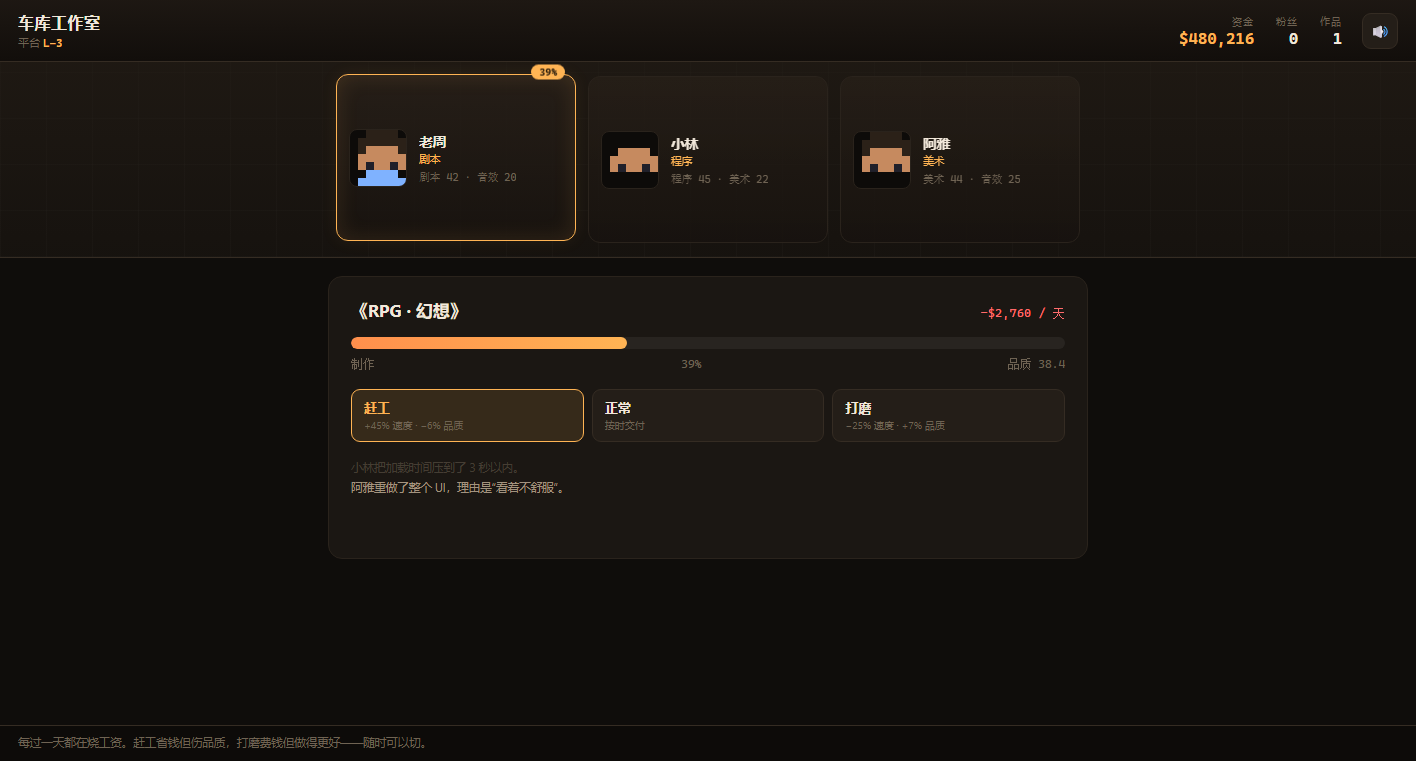 车库工作室
平台 L-3
资金 粉丝 作品
$480,216 0 1
39%
老周
剧本
剧本 42 · 音效 20
小林
程序
程序 45 · 美术 22
阿雅
美术
美术 44 · 音效 25
《RPG · 幻想》
-$2,760 / 天
制作 39% 品质 38.4
赶工
+45% 速度 · −6% 品质
正常
按时交付
打磨
−25% 速度 · +7% 品质
小林把加载时间压到了 3 秒以内。
阿雅重做了整个 UI，理由是“看着不舒服”。
每过一天都在烧工资。赶工省钱但伤品质，打磨费钱但做得更好——随时可以切。